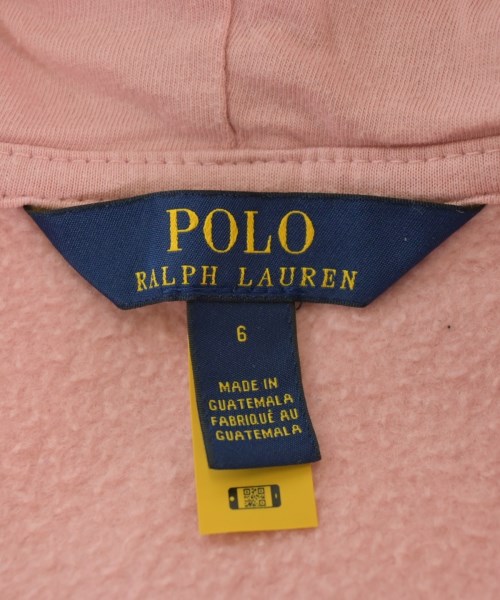 POLO
RALPH LAUREN
6
MADE IN
GUATEMALA
FABRIQUÉ AU
GUATEMALA